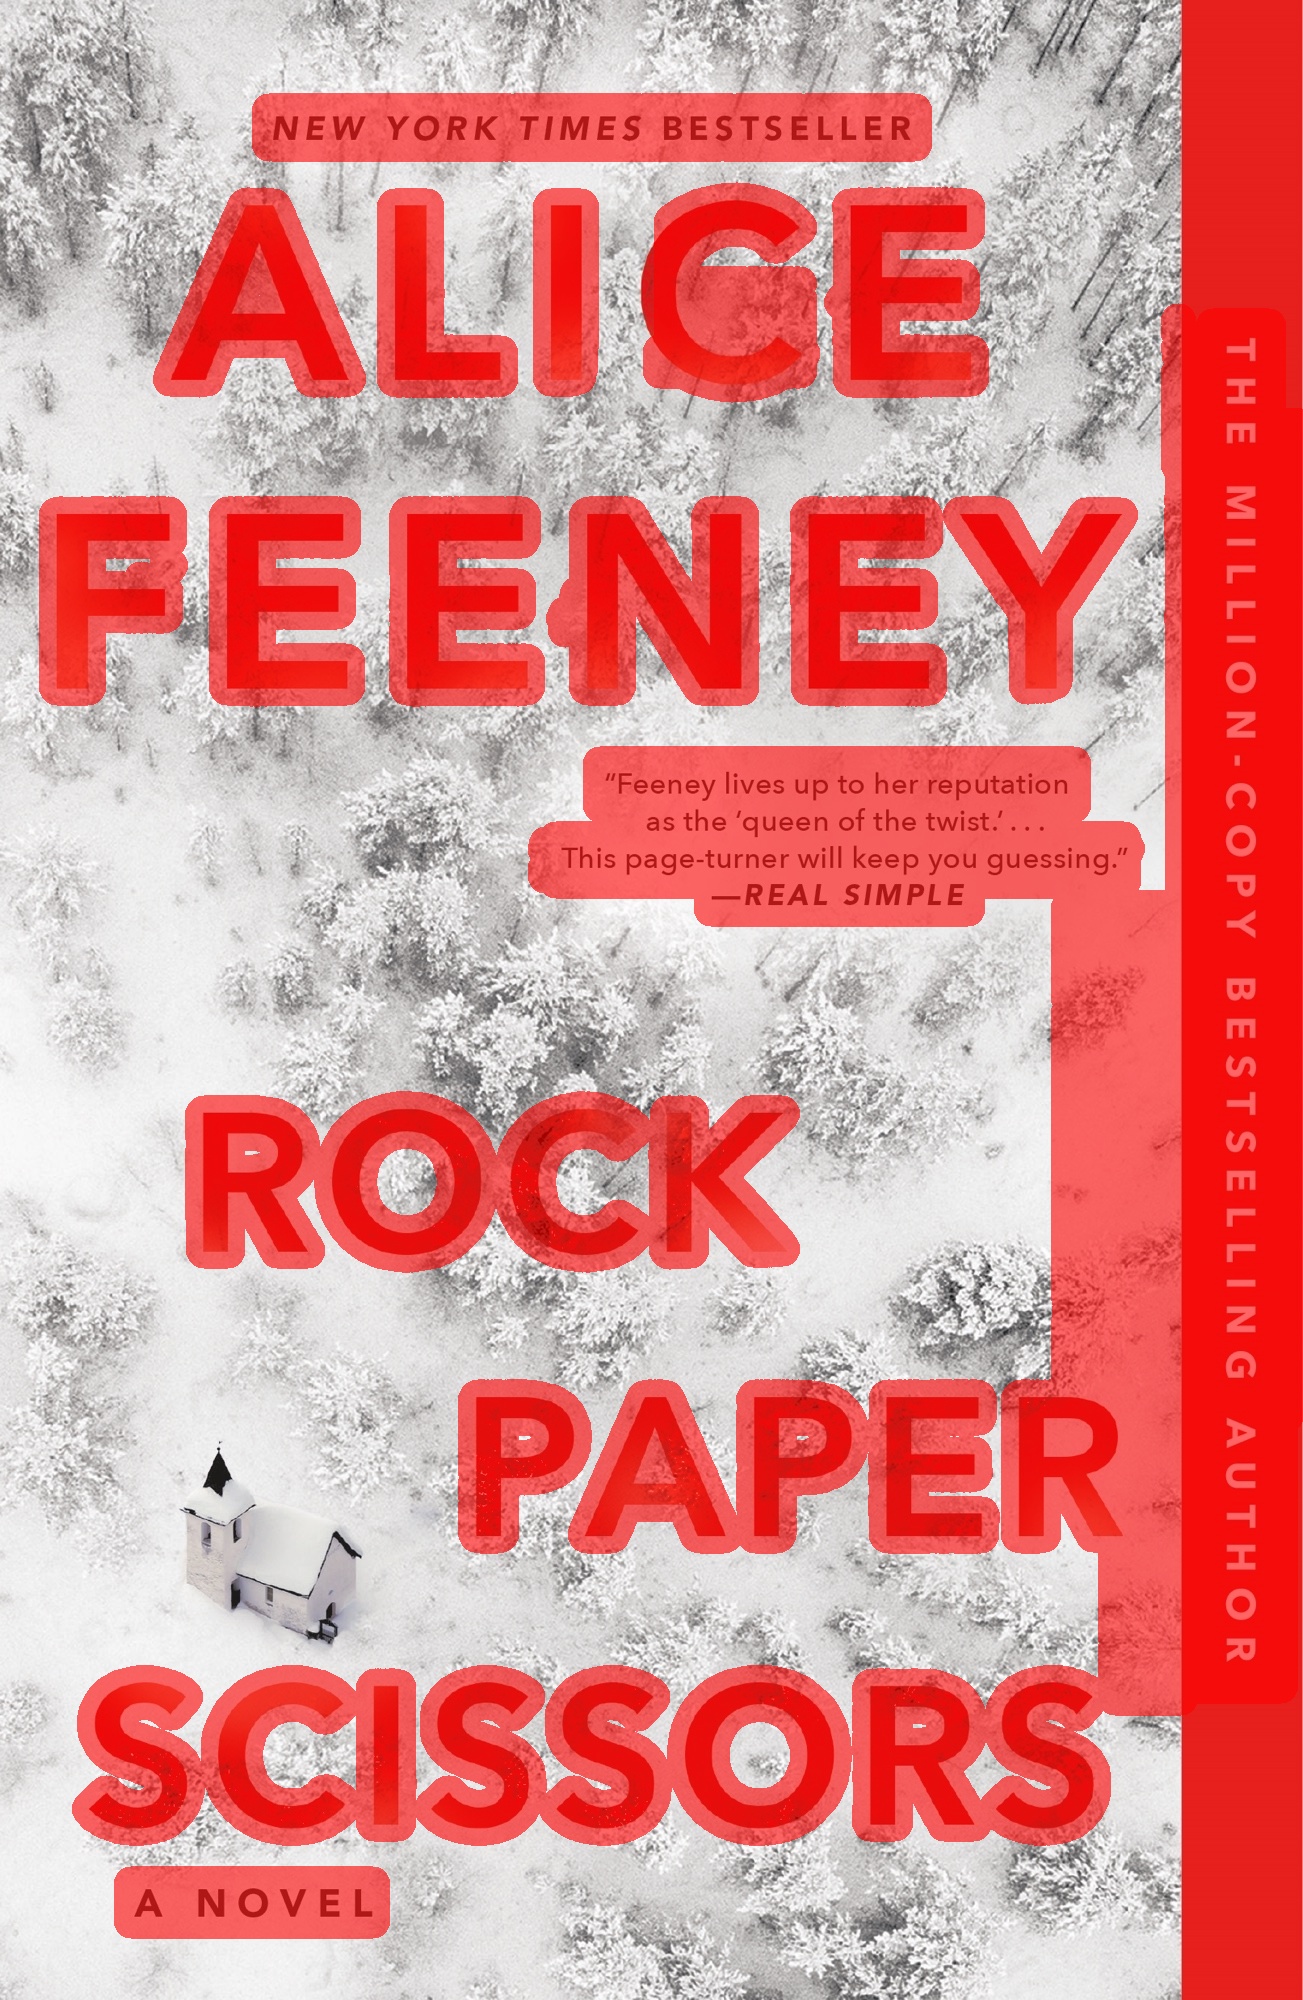 NEW YORK TIMES BESTSELLER
ALICE
FEENEY
“Feeney lives up to her reputation
as the ‘queen of the twist.’ . . .
This page-turner will keep you guessing.”
—REAL SIMPLE
ROCK
PAPER
SCISSORS
A NOVEL
THE MILLION-COPY BESTSELLING AUTHOR